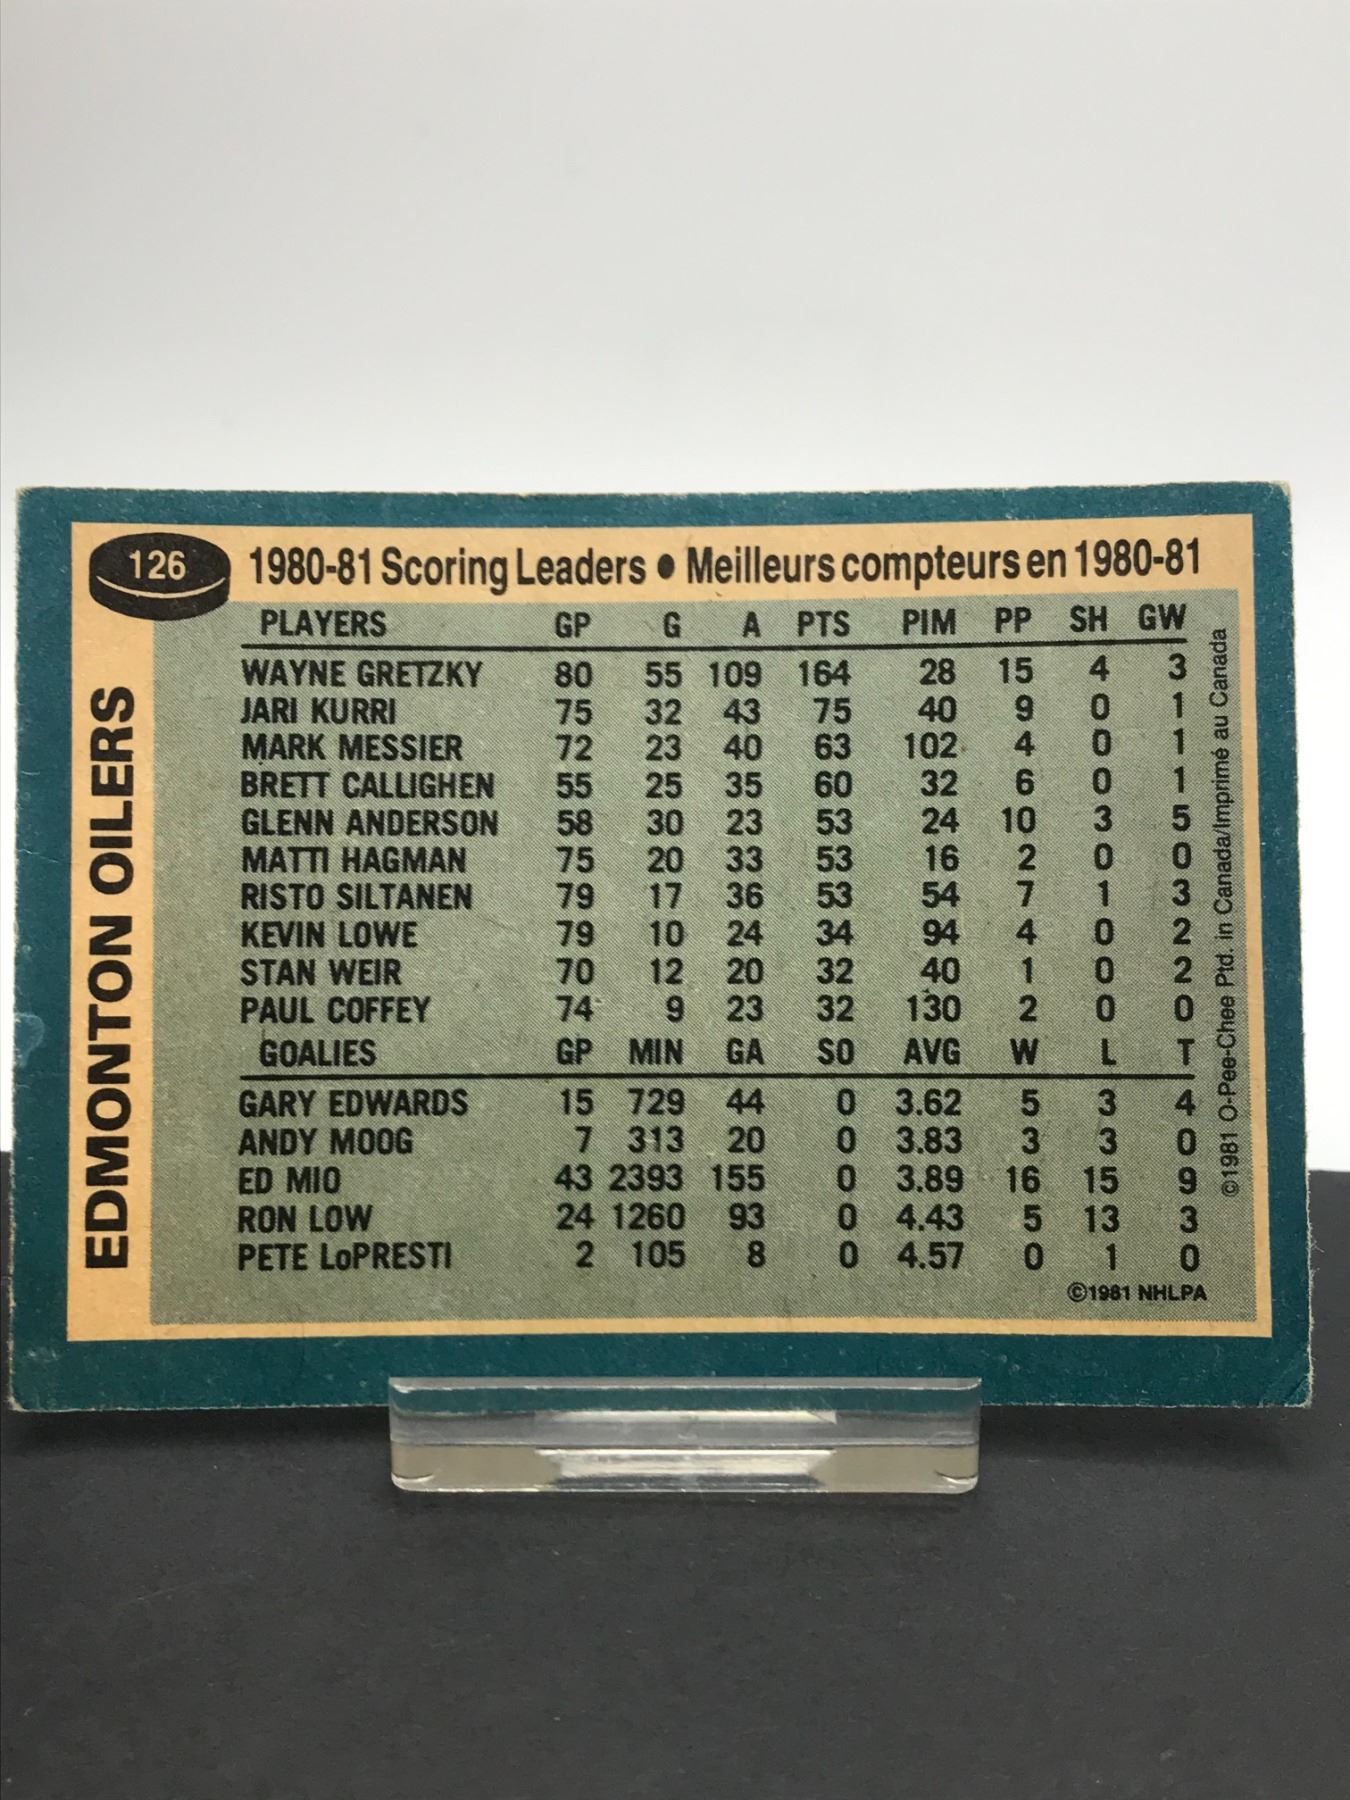 126
1980-81 Scoring Leaders • Meilleurs compteurs en 1980-81
EDMONTON OILERS
PLAYERS GP G A PTS PIM PP SH GW
WAYNE GRETZKY 80 55 109 164 28 15 4 3
JARI KURRI 75 32 43 75 40 9 0 1
MARK MESSIER 72 23 40 63 102 4 0 1
BRETT CALLIGHEN 55 25 35 60 32 6 0 1
GLENN ANDERSON 58 30 23 53 24 10 3 5
MATTI HAGMAN 75 20 33 53 16 2 0 0
RISTO SILTANEN 79 17 36 53 54 7 1 3
KEVIN LOWE 79 10 24 34 94 4 0 2
STAN WEIR 70 12 20 32 40 1 0 2
PAUL COFFEY 74 9 23 32 130 2 0 0
GOALIES GP MIN GA SO AVG W L T
GARY EDWARDS 15 729 44 0 3.62 5 3 4
ANDY MOOG 7 313 20 0 3.83 3 3 0
ED MIO 43 2393 155 0 3.89 16 15 9
RON LOW 24 1260 93 0 4.43 5 13 3
PETE LoPRESTI 2 105 8 0 4.57 0 1 0
©1981 NHLPA
©1981 O-Pee-Chee Ptd. in Canada/Imprimé au Canada